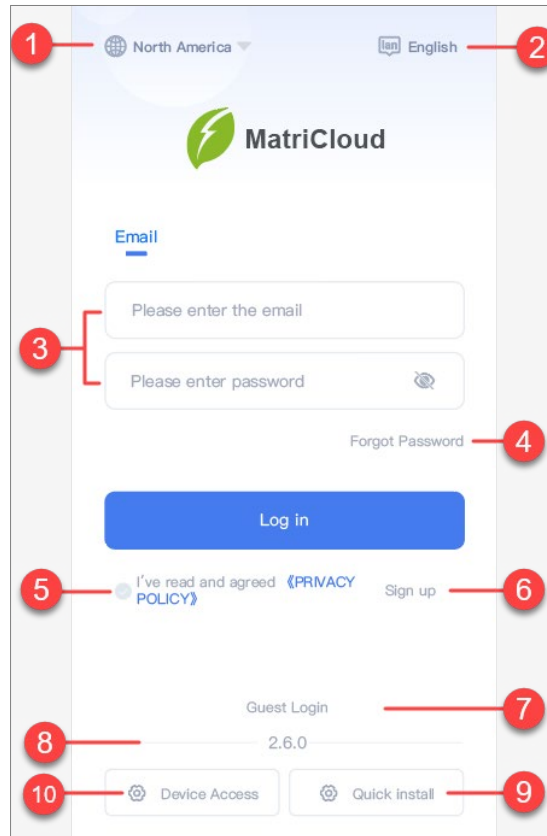 1
North America
lan
English
2
MatriCloud
Email
3
Please enter the email
Please enter password
Forgot Password
4
Log in
5
I've read and agreed 《PRIVACY
POLICY》
Sign up
6
Guest Login
7
8
2.6.0
10
Device Access
Quick install
9